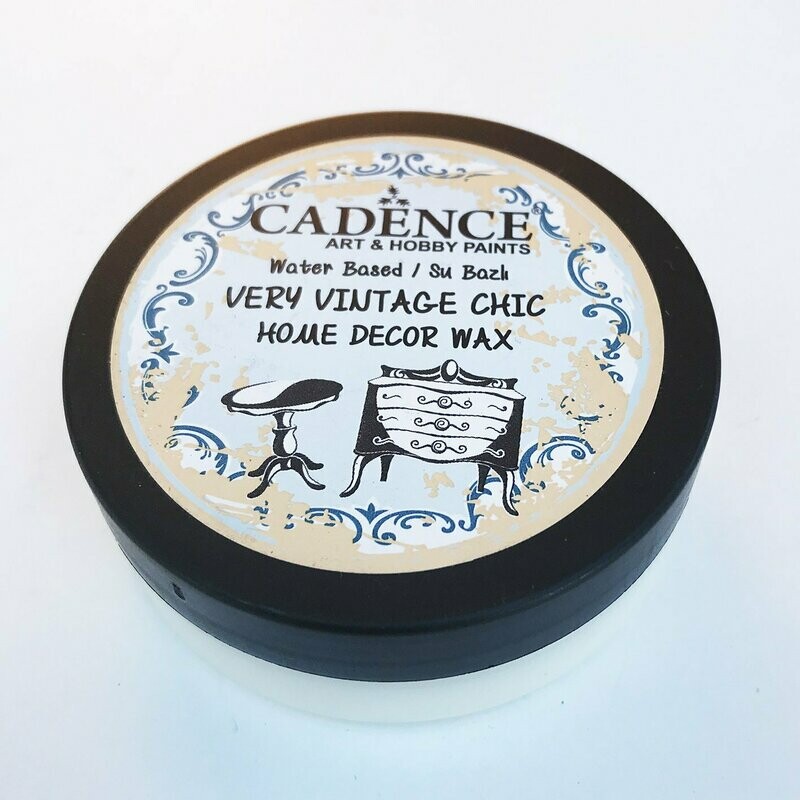 CADENCE
ART & HOBBY PAINTS
Water Based / Su Bazlı
VERY VINTAGE CHIC
HOME DECOR WAX